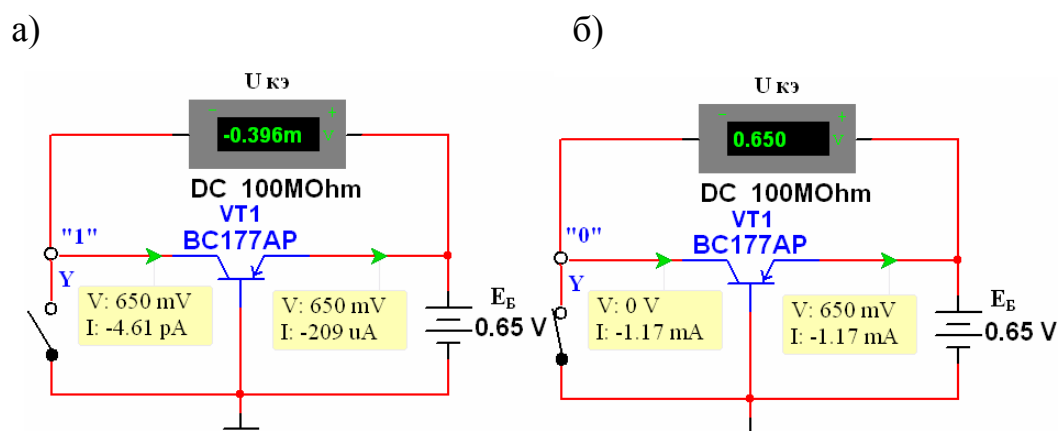 а)
U кэ
- +
-0.396m V
DC 100MOhm
VT1
BC177AP
"1"
Y
V: 650 mV
I: -4.61 pA
V: 650 mV
I: -209 uA
EБ
0.65 V
б)
U кэ
- +
0.650 V
DC 100MOhm
VT1
BC177AP
"0"
Y
V: 0 V
I: -1.17 mA
V: 650 mV
I: -1.17 mA
EБ
0.65 V